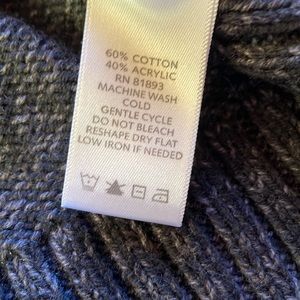 60% COTTON
40% ACRYLIC
RN 81893
MACHINE WASH
COLD
GENTLE CYCLE
DO NOT BLEACH
RESHAPE DRY FLAT
LOW IRON IF NEEDED